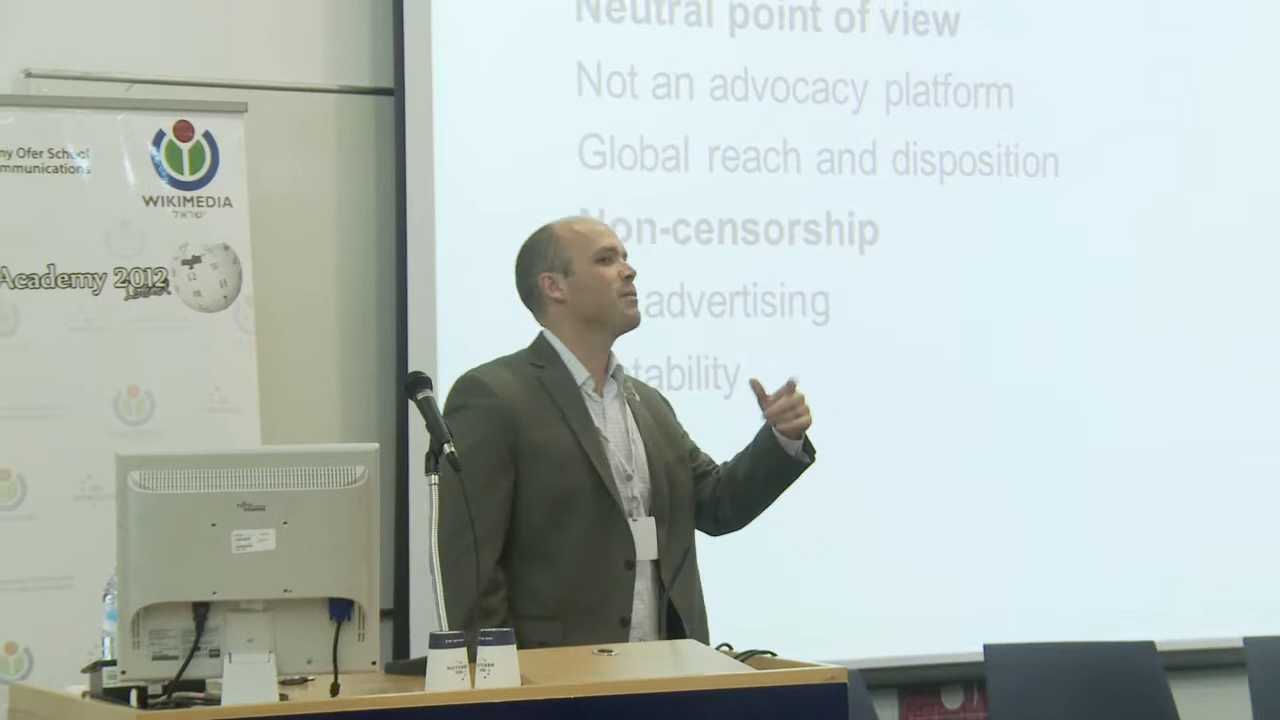 Neutral point of view
Not an advocacy platform
Global reach and disposition
Non-censorship
advertising
tability
ny Ofer School
mmunications
WIKIMEDIA
ישראל
Academy 2012